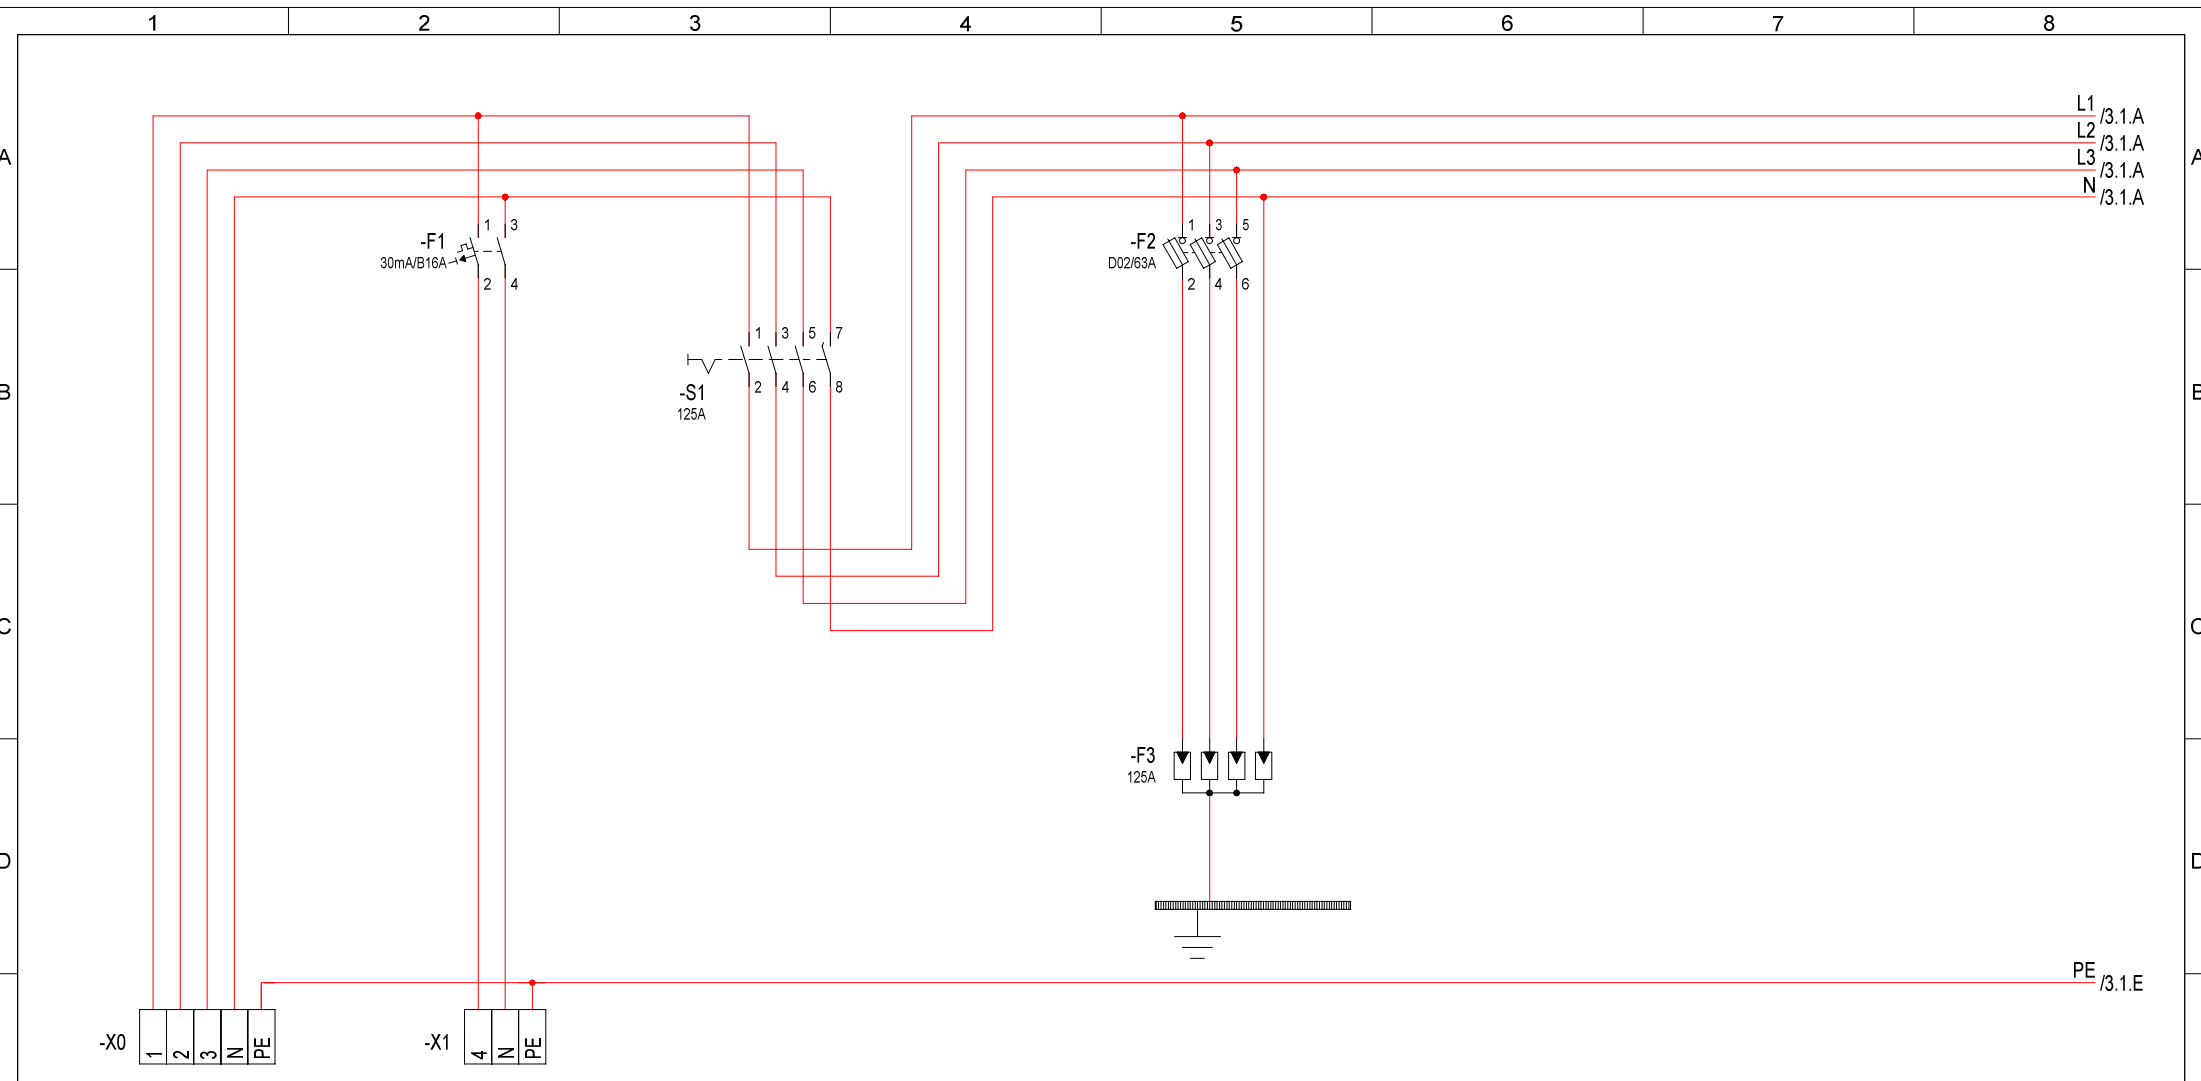 1 2 3 4 5 6 7 8
L1
/3.1.A
L2
/3.1.A
A A
L3
/3.1.A
N
/3.1.A
1 3
-F1
30mA/B16A
2 4
1 3 5
-F2
D02/63A
2 4 6
1 3 5 7
2 4 6 8
-S1
125A
B B
C C
-F3
125A
D D
PE
/3.1.E
-X0
1 2 3 N PE
-X1
4 N PE